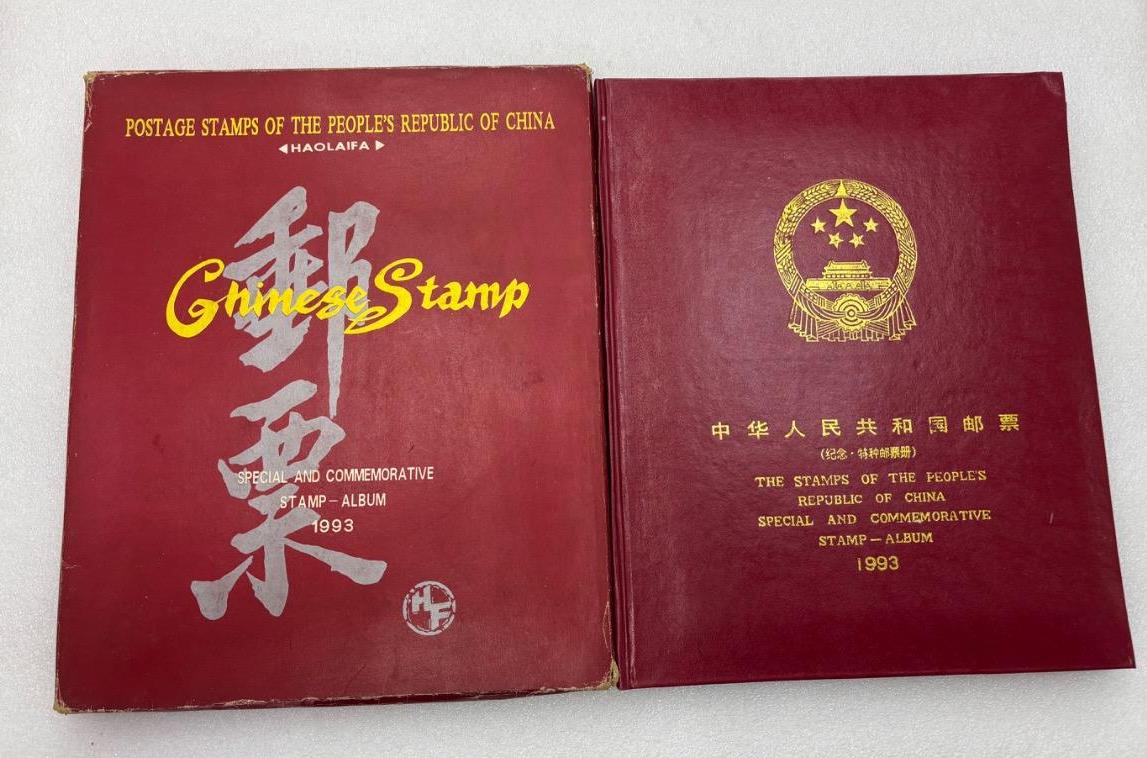 POSTAGE STAMPS OF THE PEOPLE'S REPUBLIC OF CHINA
◀HAOLAIFA▶
郵票
Chinese Stamp
SPECIAL AND COMMEMORATIVE
STAMP－ALBUM
1993
HF
中华人民共和国邮票
(纪念·特种邮票册)
THE STAMPS OF THE PEOPLE'S
REPUBLIC OF CHINA
SPECIAL AND COMMEMORATIVE
STAMP－ALBUM
1993